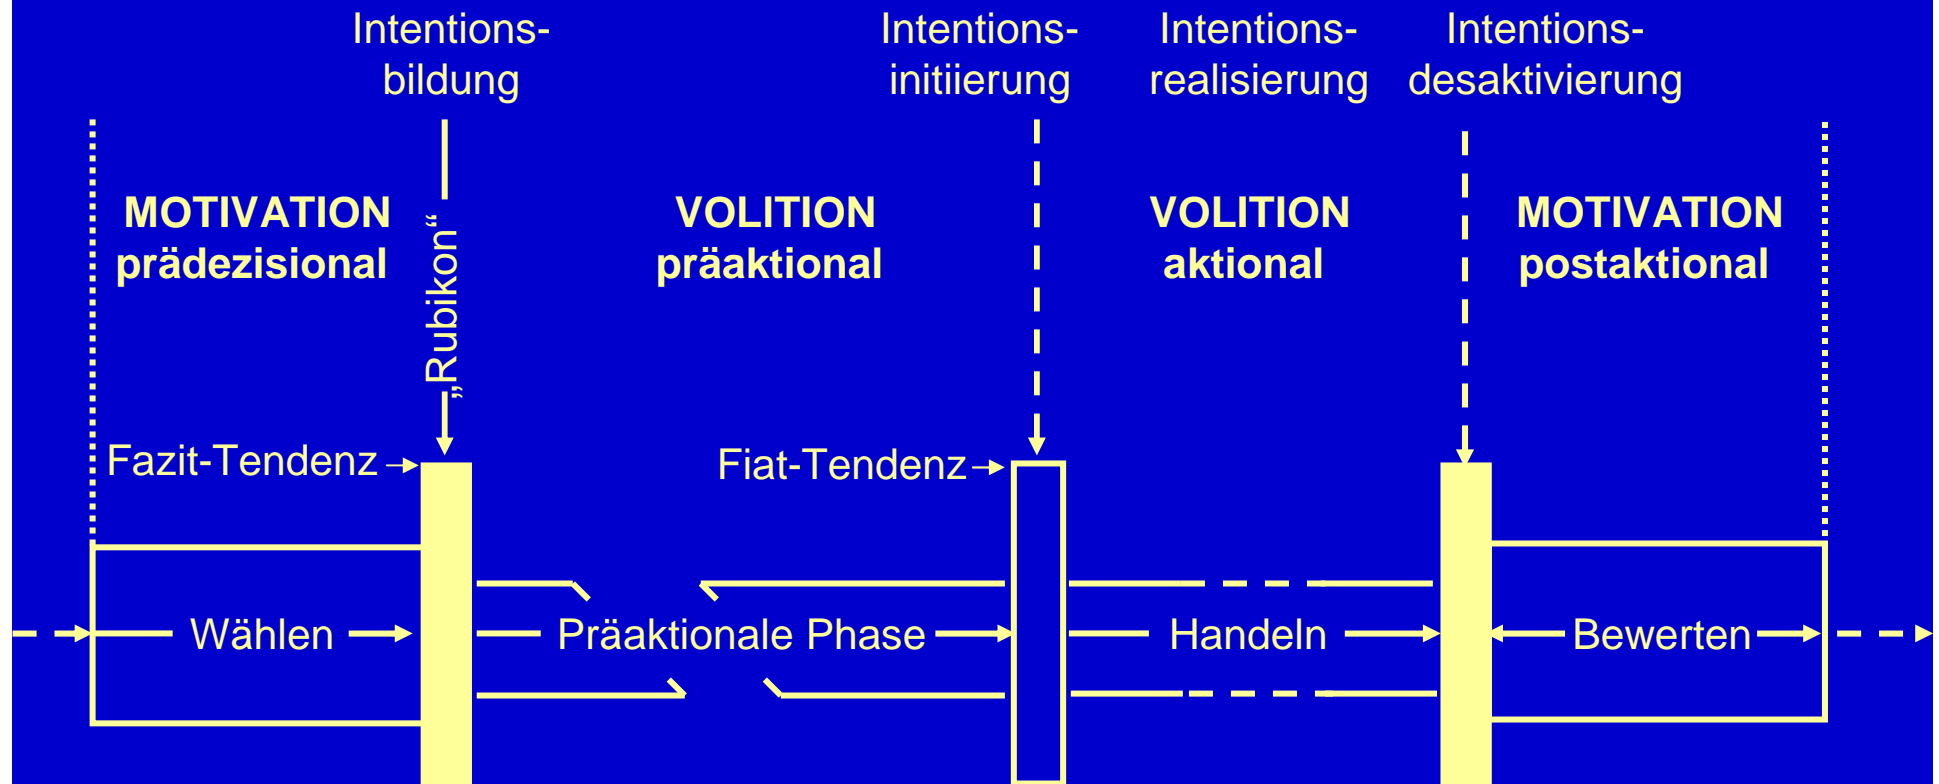 Intentions-
bildung
Intentions-
initiierung
Intentions-
realisierung
Intentions-
desaktivierung
MOTIVATION
prädezisional
„Rubikon“
VOLITION
präaktional
VOLITION
aktional
MOTIVATION
postaktional
Fazit-Tendenz
Fiat-Tendenz
Wählen
Präaktionale Phase
Handeln
Bewerten